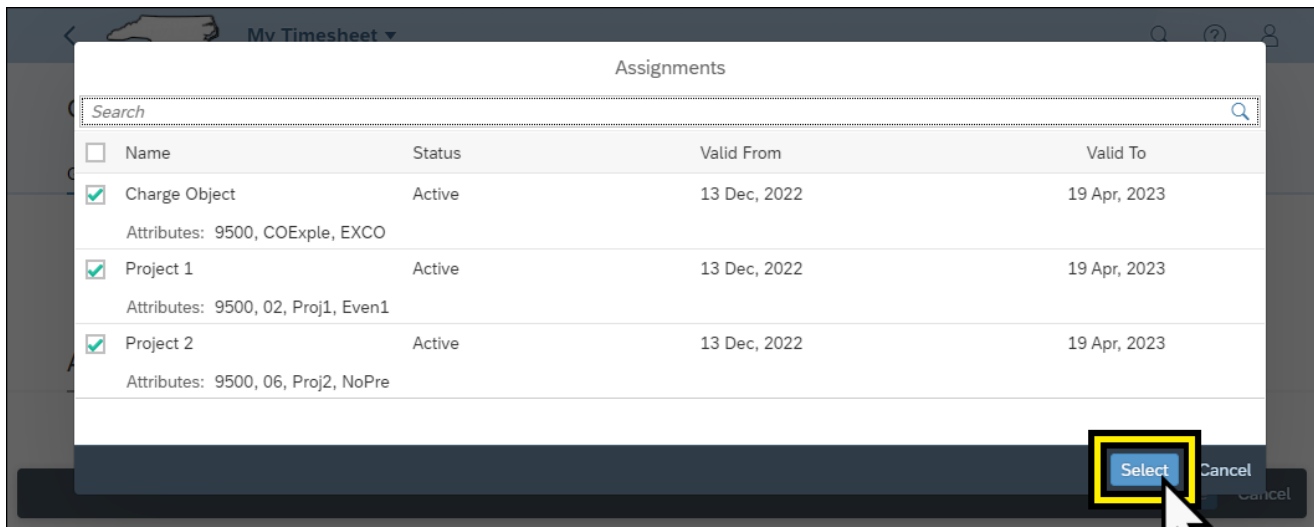 My Timesheet
Assignments
Search
Name Status Valid From Valid To
Charge Object Active 13 Dec, 2022 19 Apr, 2023
Attributes: 9500, COExple, EXCO
Project 1 Active 13 Dec, 2022 19 Apr, 2023
Attributes: 9500, 02, Proj1, Even1
Project 2 Active 13 Dec, 2022 19 Apr, 2023
Attributes: 9500, 06, Proj2, NoPre
Select Cancel
Cancel